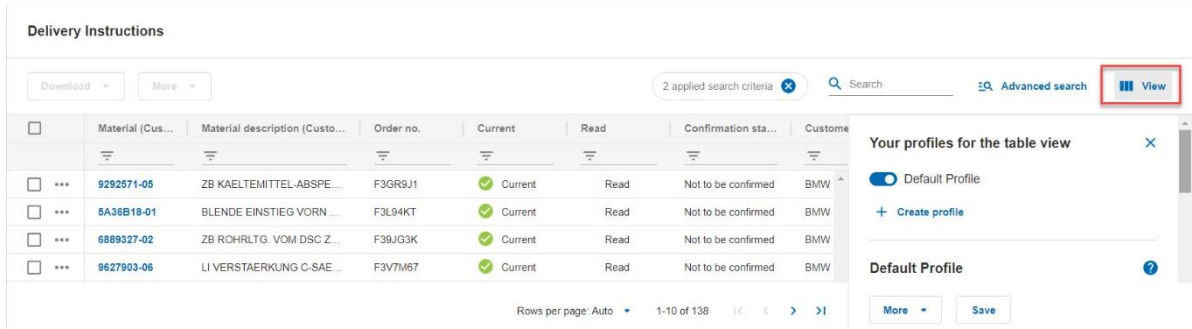 Delivery Instructions
Download More 2 applied search criteria Search Advanced search View
Material (Cus... Material description (Custo... Order no. Current Read Confirmation sta... Custome
Your profiles for the table view
9292571-05 ZB KAELTEMITTEL-ABSPE... F3GR9J1 Current Read Not to be confirmed BMW
Default Profile
5A36B18-01 BLENDE EINSTIEG VORN ... F3L94KT Current Read Not to be confirmed BMW
+ Create profile
6889327-02 ZB ROHRLTG. VOM DSC Z... F39JG3K Current Read Not to be confirmed BMW
9627903-06 LI VERSTAERKUNG C-SAE... F3V7M67 Current Read Not to be confirmed BMW
Default Profile
Rows per page: Auto 1-10 of 138
More Save